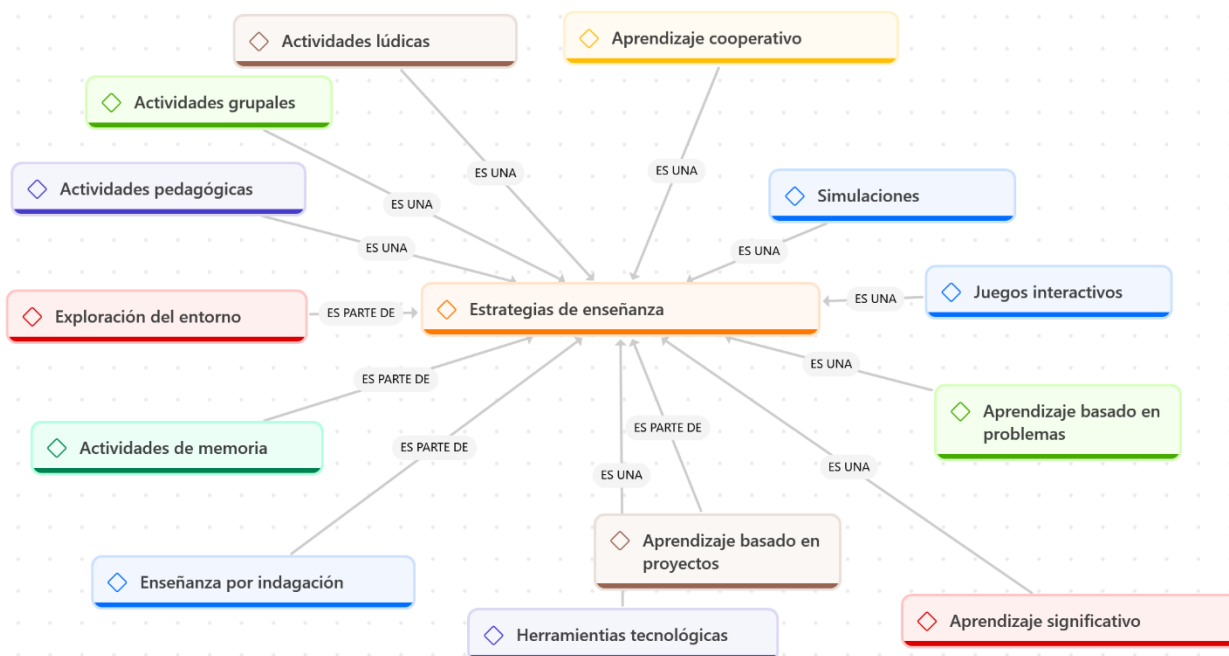 Actividades lúdicas
Aprendizaje cooperativo
Actividades grupales
ES UNA
ES UNA
Actividades pedagógicas
Simulaciones
ES UNA
ES UNA
ES UNA
Juegos interactivos
ES UNA
Exploración del entorno
ES PARTE DE
Estrategias de enseñanza
ES UNA
ES PARTE DE
Aprendizaje basado en
problemas
Actividades de memoria
ES PARTE DE
ES PARTE DE
ES UNA
ES UNA
Aprendizaje basado en
proyectos
Enseñanza por indagación
Aprendizaje significativo
Herramientias tecnológicas